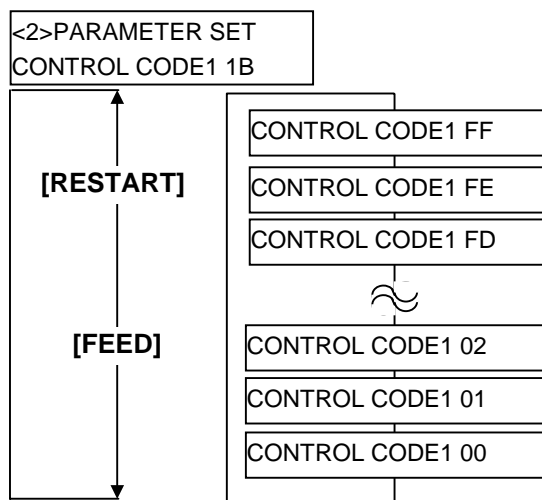 <2>PARAMETER SET
CONTROL CODE1 1B
CONTROL CODE1 FF
[RESTART]
CONTROL CODE1 FE
CONTROL CODE1 FD
[FEED]
CONTROL CODE1 02
CONTROL CODE1 01
CONTROL CODE1 00